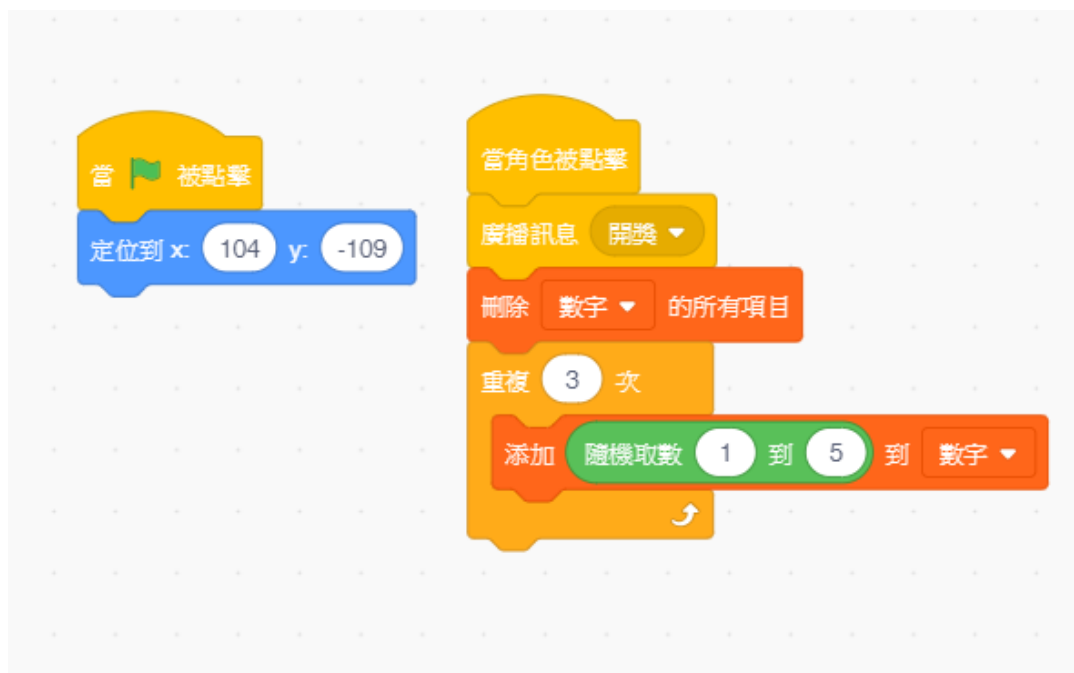 當 被點擊
定位到 x: 104 y: -109
當角色被點擊
廣播訊息 開獎
刪除 數字 的所有項目
重複 3 次
添加 隨機取數 1 到 5 到 數字